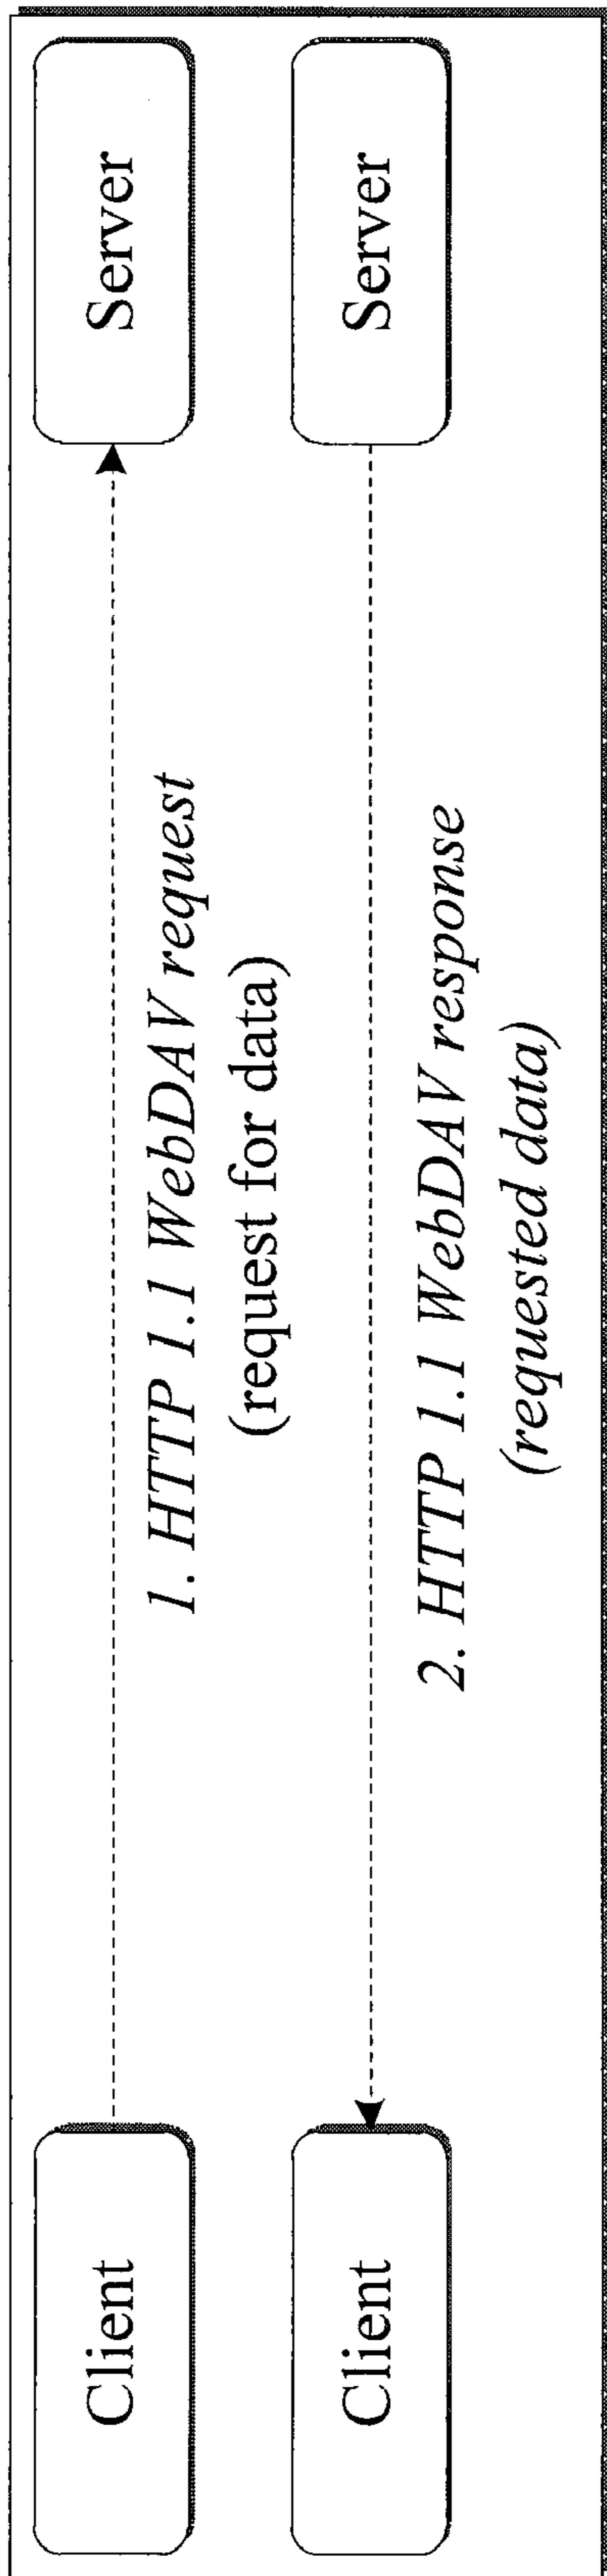 Client
Server
1. HTTP 1.1 WebDAV request
(request for data)
Client
Server
2. HTTP 1.1 WebDAV response
(requested data)